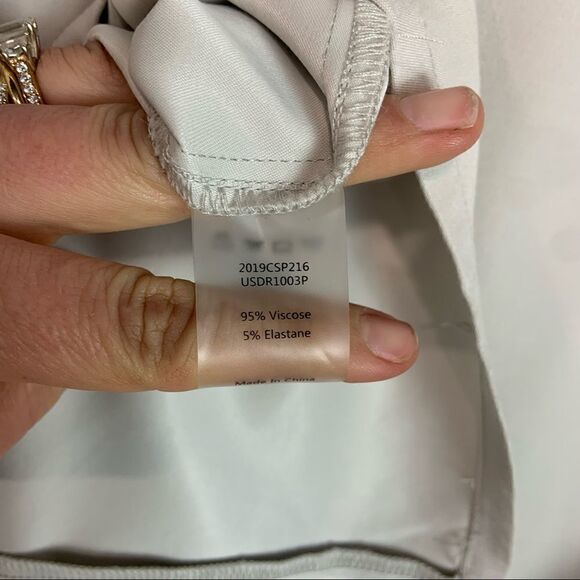 2019CSP216
USDR1003P
95% Viscose
5% Elastane
Made In China